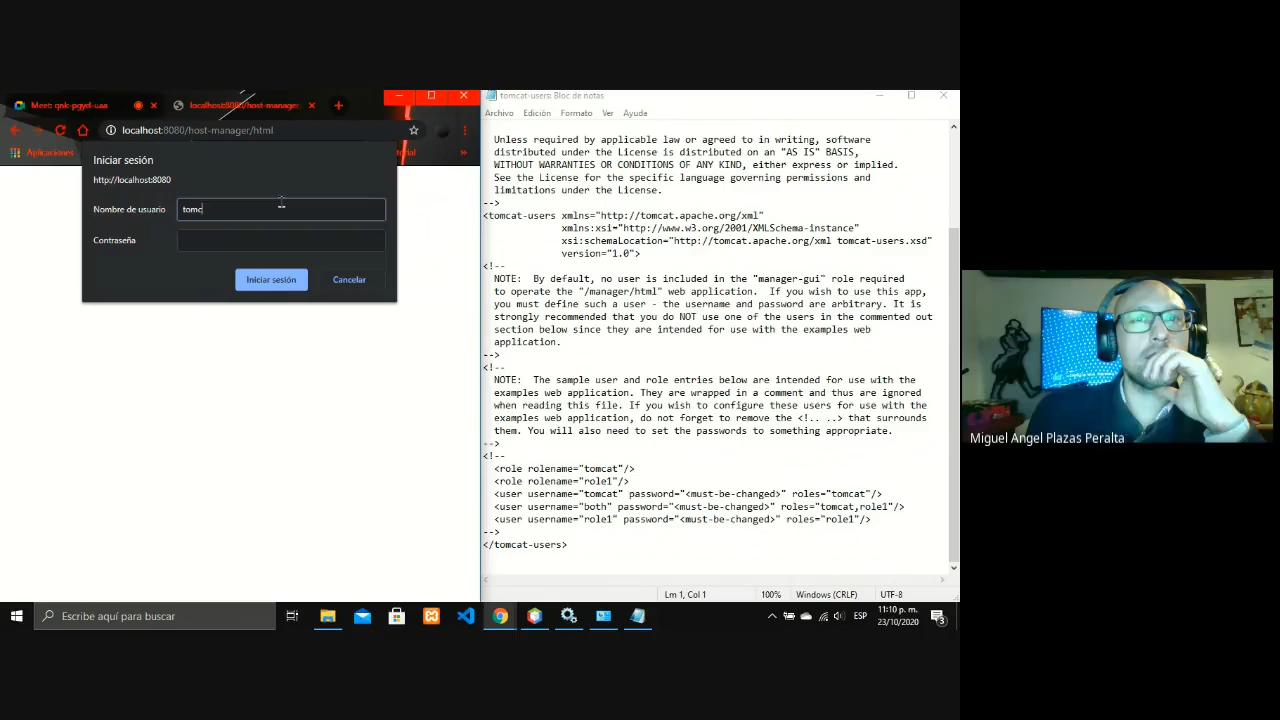 Meet: qnk-pgyd-uaa
localhost:8080/host-manager
localhost:8080/host-manager/html
Aplicaciones
torial
»
Iniciar sesión
http://localhost:8080
Nombre de usuario
tomc
Contraseña
Iniciar sesión
Cancelar
tomcat-users: Bloc de notas
Archivo Edición Formato Ver Ayuda
Unless required by applicable law or agreed to in writing, software
distributed under the License is distributed on an "AS IS" BASIS,
WITHOUT WARRANTIES OR CONDITIONS OF ANY KIND, either express or implied.
See the License for the specific language governing permissions and
limitations under the License.
-->
<tomcat-users xmlns="http://tomcat.apache.org/xml"
xmlns:xsi="http://www.w3.org/2001/XMLSchema-instance"
xsi:schemaLocation="http://tomcat.apache.org/xml tomcat-users.xsd"
version="1.0">
<!--
NOTE: By default, no user is included in the "manager-gui" role required
to operate the "/manager/html" web application. If you wish to use this app,
you must define such a user - the username and password are arbitrary. It is
strongly recommended that you do NOT use one of the users in the commented out
section below since they are intended for use with the examples web
application.
-->
<!--
NOTE: The sample user and role entries below are intended for use with the
examples web application. They are wrapped in a comment and thus are ignored
when reading this file. If you wish to configure these users for use with the
examples web application, do not forget to remove the <!.. ..> that surrounds
them. You will also need to set the passwords to something appropriate.
-->
<!--
<role rolename="tomcat"/>
<role rolename="role1"/>
<user username="tomcat" password="<must-be-changed>" roles="tomcat"/>
<user username="both" password="<must-be-changed>" roles="tomcat,role1"/>
<user username="role1" password="<must-be-changed>" roles="role1"/>
-->
</tomcat-users>
Lm 1, Col 1
100%
Windows (CRLF)
UTF-8
Miguel Angel Plazas Peralta
Escribe aquí para buscar
ESP
11:10 p. m.
23/10/2020
3